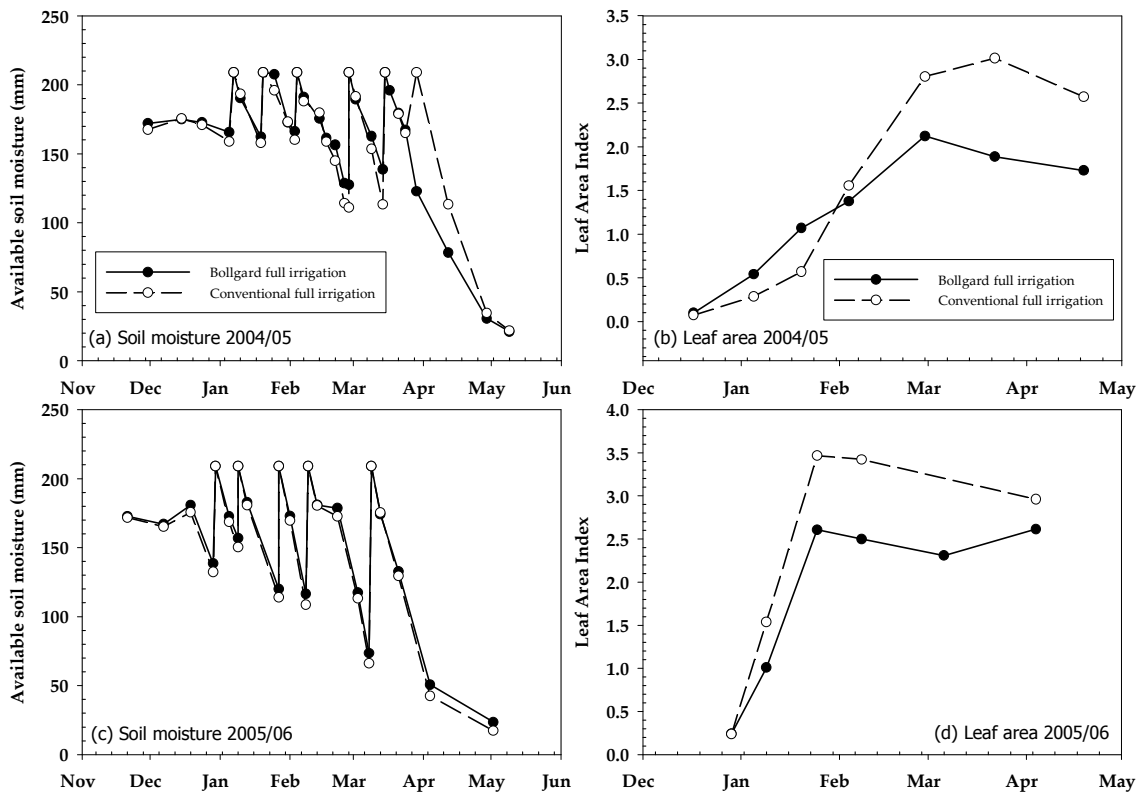 Available soil moisture (mm)
250
200
150
100
50
0
Bollgard full irrigation
Conventional full irrigation
(a) Soil moisture 2004/05
Nov Dec Jan Feb Mar Apr May Jun
Leaf Area Index
3.5
3.0
2.5
2.0
1.5
1.0
0.5
0.0
Bollgard full irrigation
Conventional full irrigation
(b) Leaf area 2004/05
Dec Jan Feb Mar Apr May
Available soil moisture (mm)
250
200
150
100
50
0
(c) Soil moisture 2005/06
Nov Dec Jan Feb Mar Apr May Jun
Leaf Area Index
4.0
3.5
3.0
2.5
2.0
1.5
1.0
0.5
0.0
(d) Leaf area 2005/06
Dec Jan Feb Mar Apr May